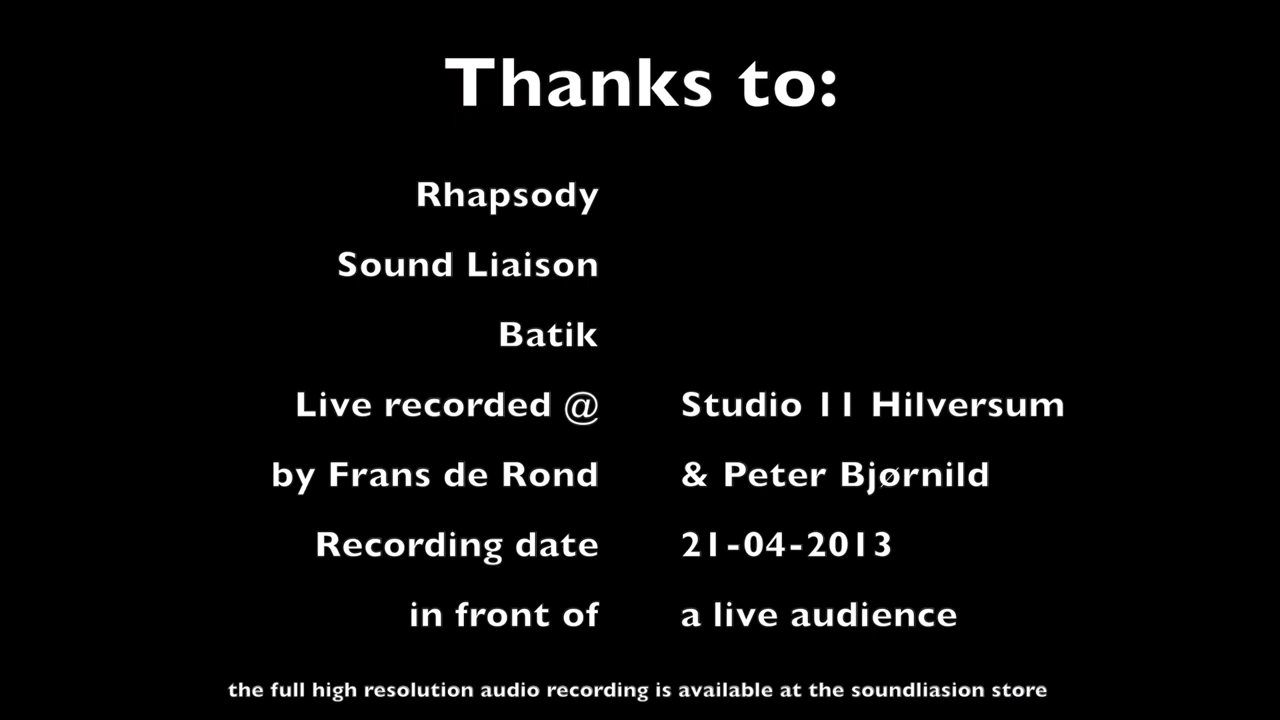 Thanks to:
Rhapsody
Sound Liaison
Batik
Live recorded @ Studio 11 Hilversum
by Frans de Rond & Peter Bjørnild
Recording date 21-04-2013
in front of a live audience
the full high resolution audio recording is available at the soundliasion store